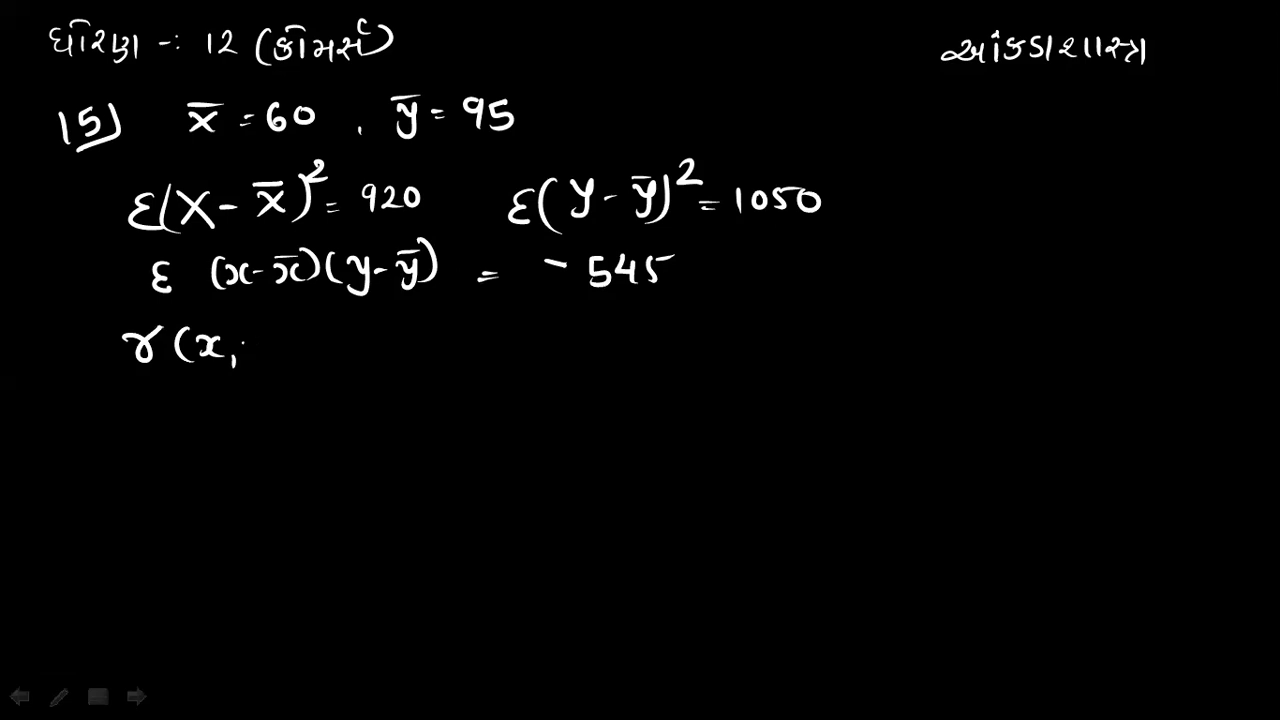 ધોરણ -: 12 (કોમર્સ)
આંકડાશાસ્ત્ર
15) x̄ = 60 , ȳ = 95
Ɛ(x - x̄)² = 920 Ɛ(y - ȳ)² = 1050
Ɛ (x - x̄)(y - ȳ) = - 545
r (x,